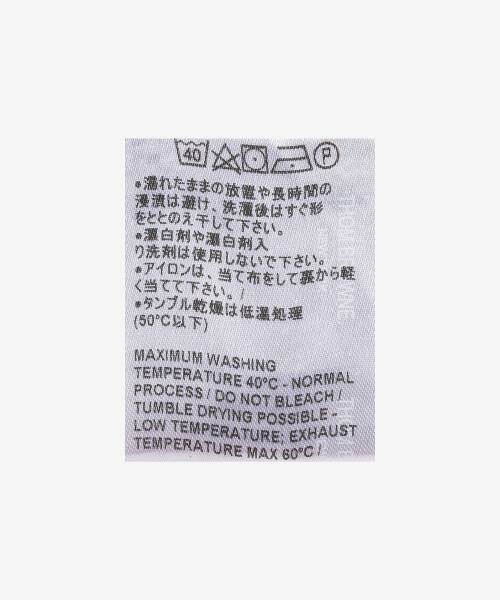 40 P
•濡れたままの放置や長時間の
浸漬は避け、洗濯後はすぐ形
をととのえ干して下さい。
•漂白剤や漂白剤入
り洗剤は使用しないで下さい。
•アイロンは、当て布をして裏から軽
く当てて下さい。/
•タンブル乾燥は低温処理
(50℃以下)
MAXIMUM WASHING
TEMPERATURE 40°C - NORMAL
PROCESS / DO NOT BLEACH /
TUMBLE DRYING POSSIBLE -
LOW TEMPERATURE; EXHAUST
TEMPERATURE MAX 60°C /